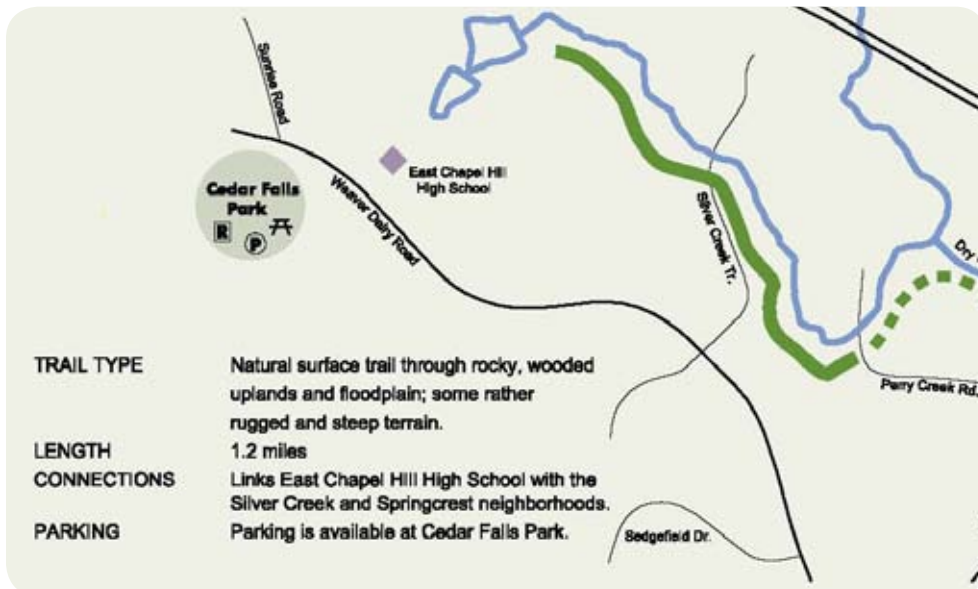 Sunrise Road
Cedar Falls
Park
R
P
East Chapel Hill
High School
Weaver Dairy Road
Silver Creek Tr.
Dry
Perry Creek Rd.
TRAIL TYPE Natural surface trail through rocky, wooded
uplands and floodplain; some rather
rugged and steep terrain.
LENGTH 1.2 miles
CONNECTIONS Links East Chapel Hill High School with the
Silver Creek and Springcrest neighborhoods.
PARKING Parking is available at Cedar Falls Park.
Sedgefield Dr.